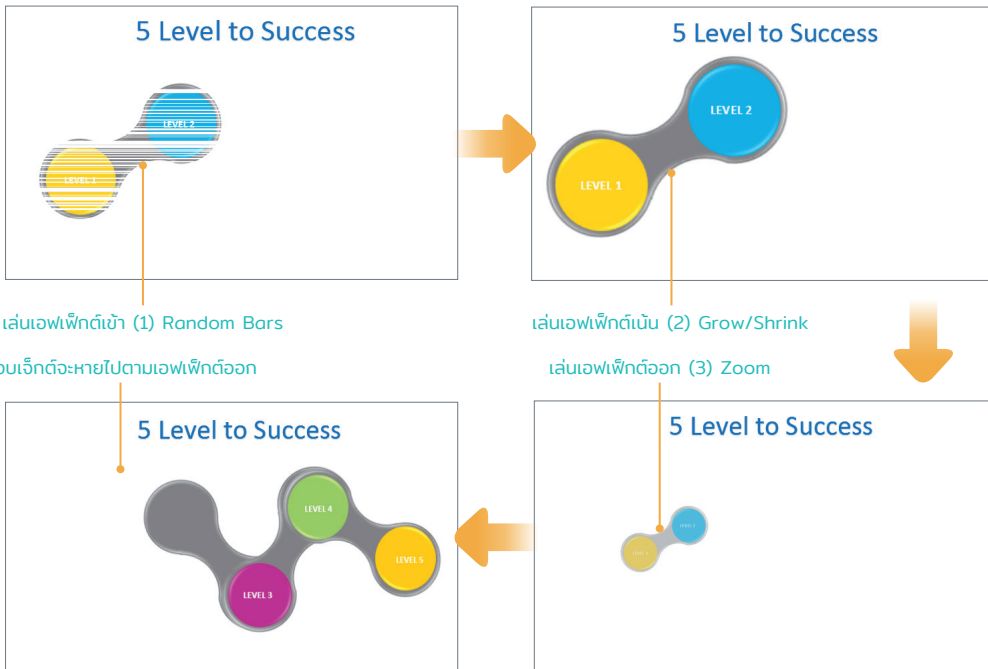 5 Level to Success
LEVEL 2
LEVEL 1
เล่นเอฟเฟ็กต์เข้า (1) Random Bars
5 Level to Success
LEVEL 2
LEVEL 1
เล่นเอฟเฟ็กต์เน้น (2) Grow/Shrink
อบเจ็กต์จะหายไปตามเอฟเฟ็กต์ออก
5 Level to Success
LEVEL 4
LEVEL 5
LEVEL 3
เล่นเอฟเฟ็กต์ออก (3) Zoom
5 Level to Success
LEVEL 2
LEVEL 1